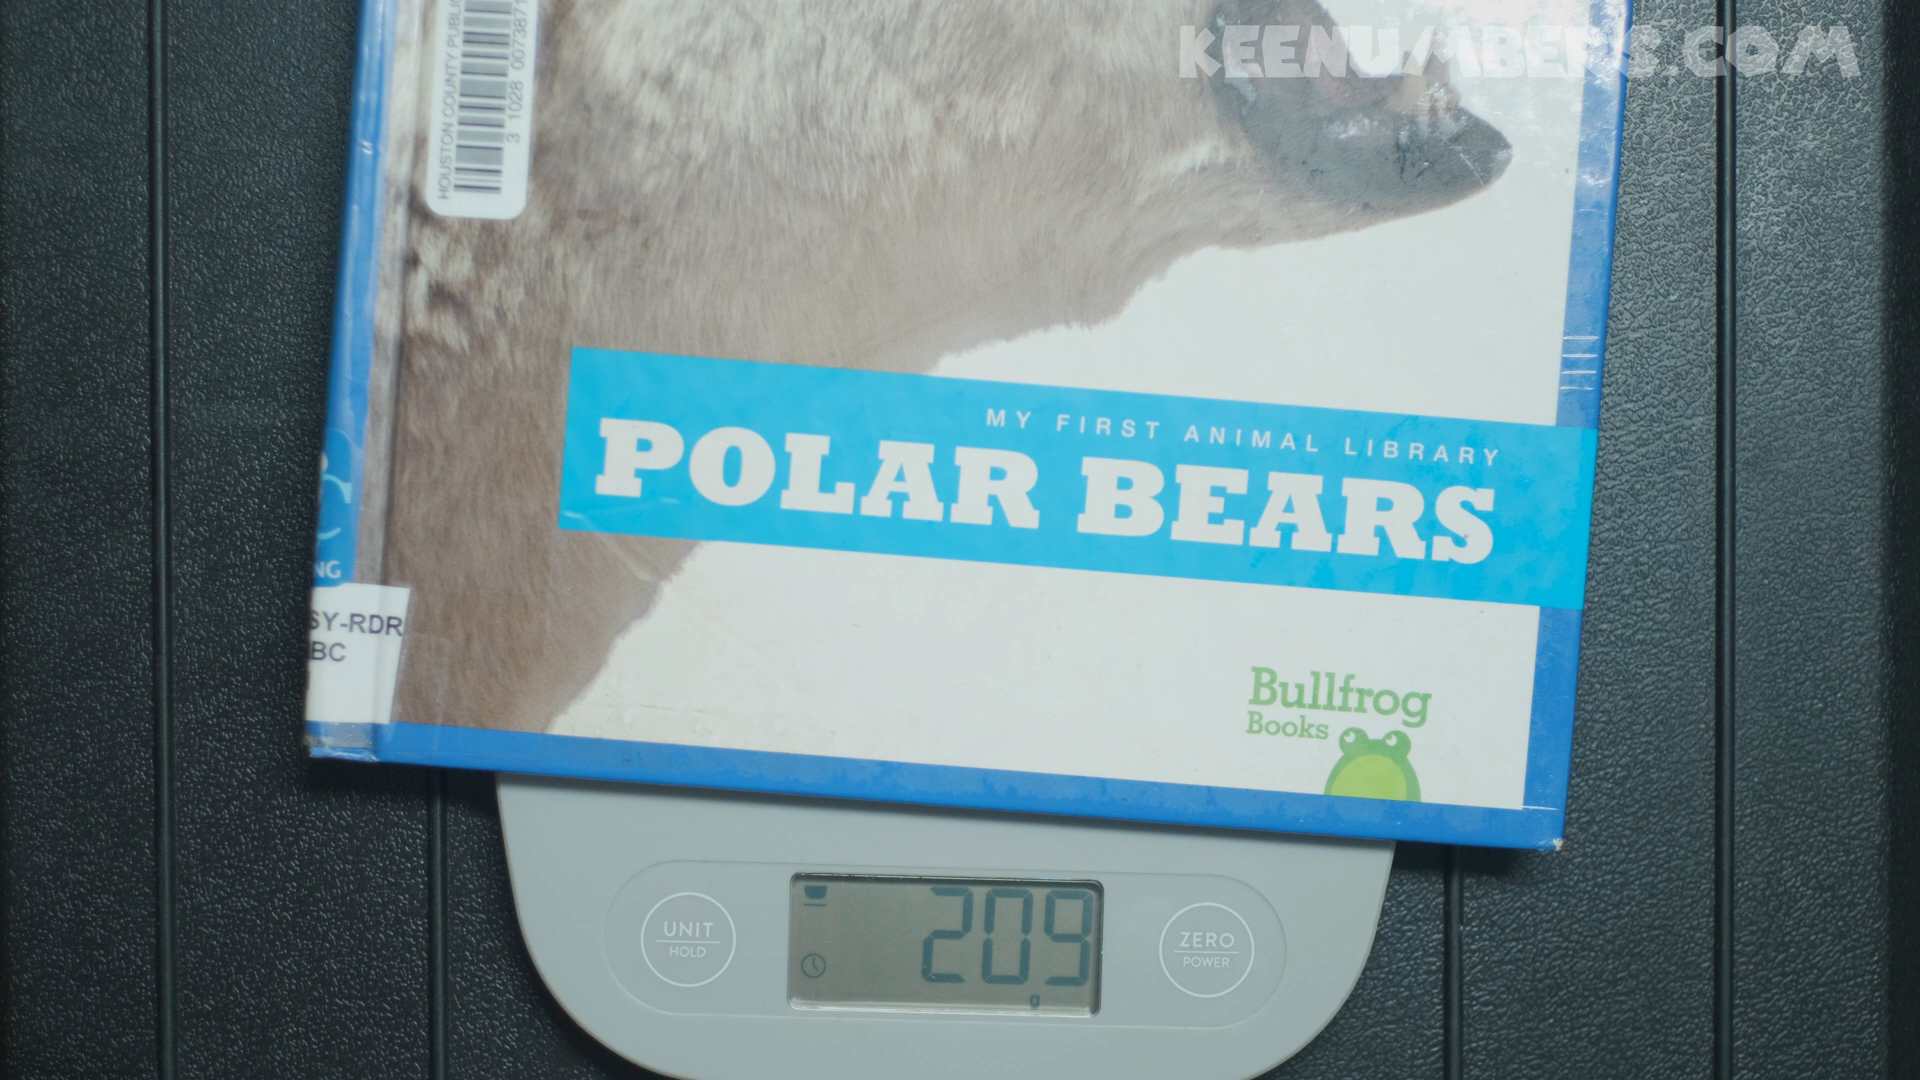 KEENUMBERS.COM
HOUSTON COUNTY PUBLIC
3 1028 0073871
MY FIRST ANIMAL LIBRARY
POLAR BEARS
NG
SY-RDR
BC
Bullfrog
Books
UNIT
HOLD
209
g
ZERO
POWER